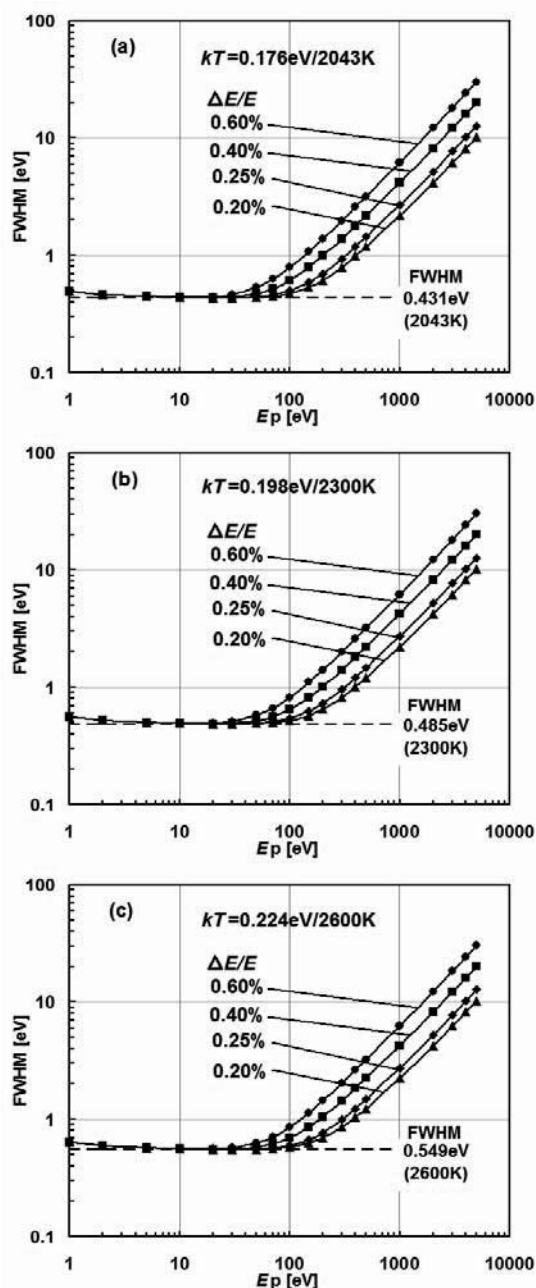 100
(a)
kT=0.176eV/2043K
ΔE/E
0.60%
10
0.40%
0.25%
0.20%
FWHM [eV]
1
FWHM
0.431eV
(2043K)
0.1
1 10 100 1000 10000
Ep [eV]
100
(b)
kT=0.198eV/2300K
ΔE/E
0.60%
10
0.40%
0.25%
0.20%
FWHM [eV]
1
FWHM
0.485eV
(2300K)
0.1
1 10 100 1000 10000
Ep [eV]
100
(c)
kT=0.224eV/2600K
ΔE/E
0.60%
10
0.40%
0.25%
0.20%
FWHM [eV]
1
FWHM
0.549eV
(2600K)
0.1
1 10 100 1000 10000
Ep [eV]